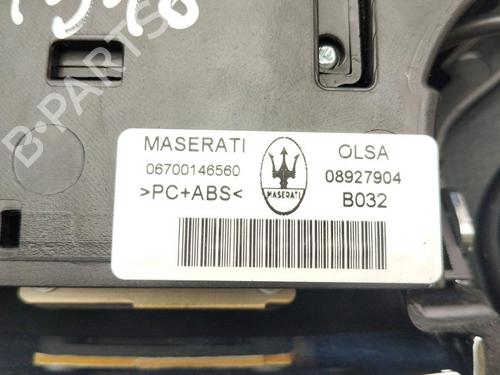 B-PARTS
MASERATI
06700146560
>PC+ABS<
MASERATI
OLSA
08927904
B032